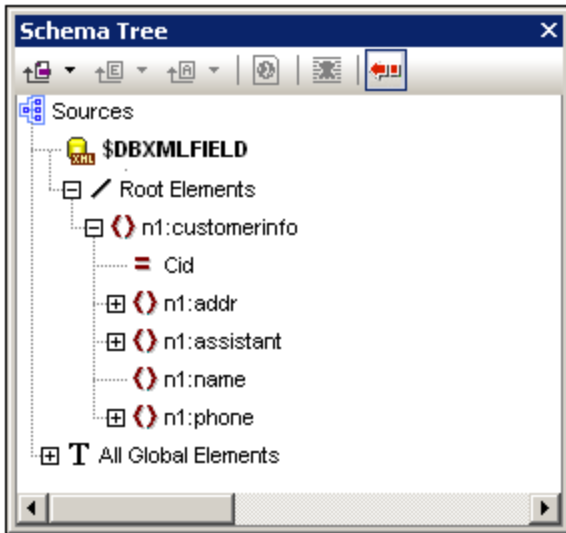 Schema Tree
Sources
XML $DBXMLFIELD
Root Elements
n1:customerinfo
Cid
n1:addr
n1:assistant
n1:name
n1:phone
T All Global Elements